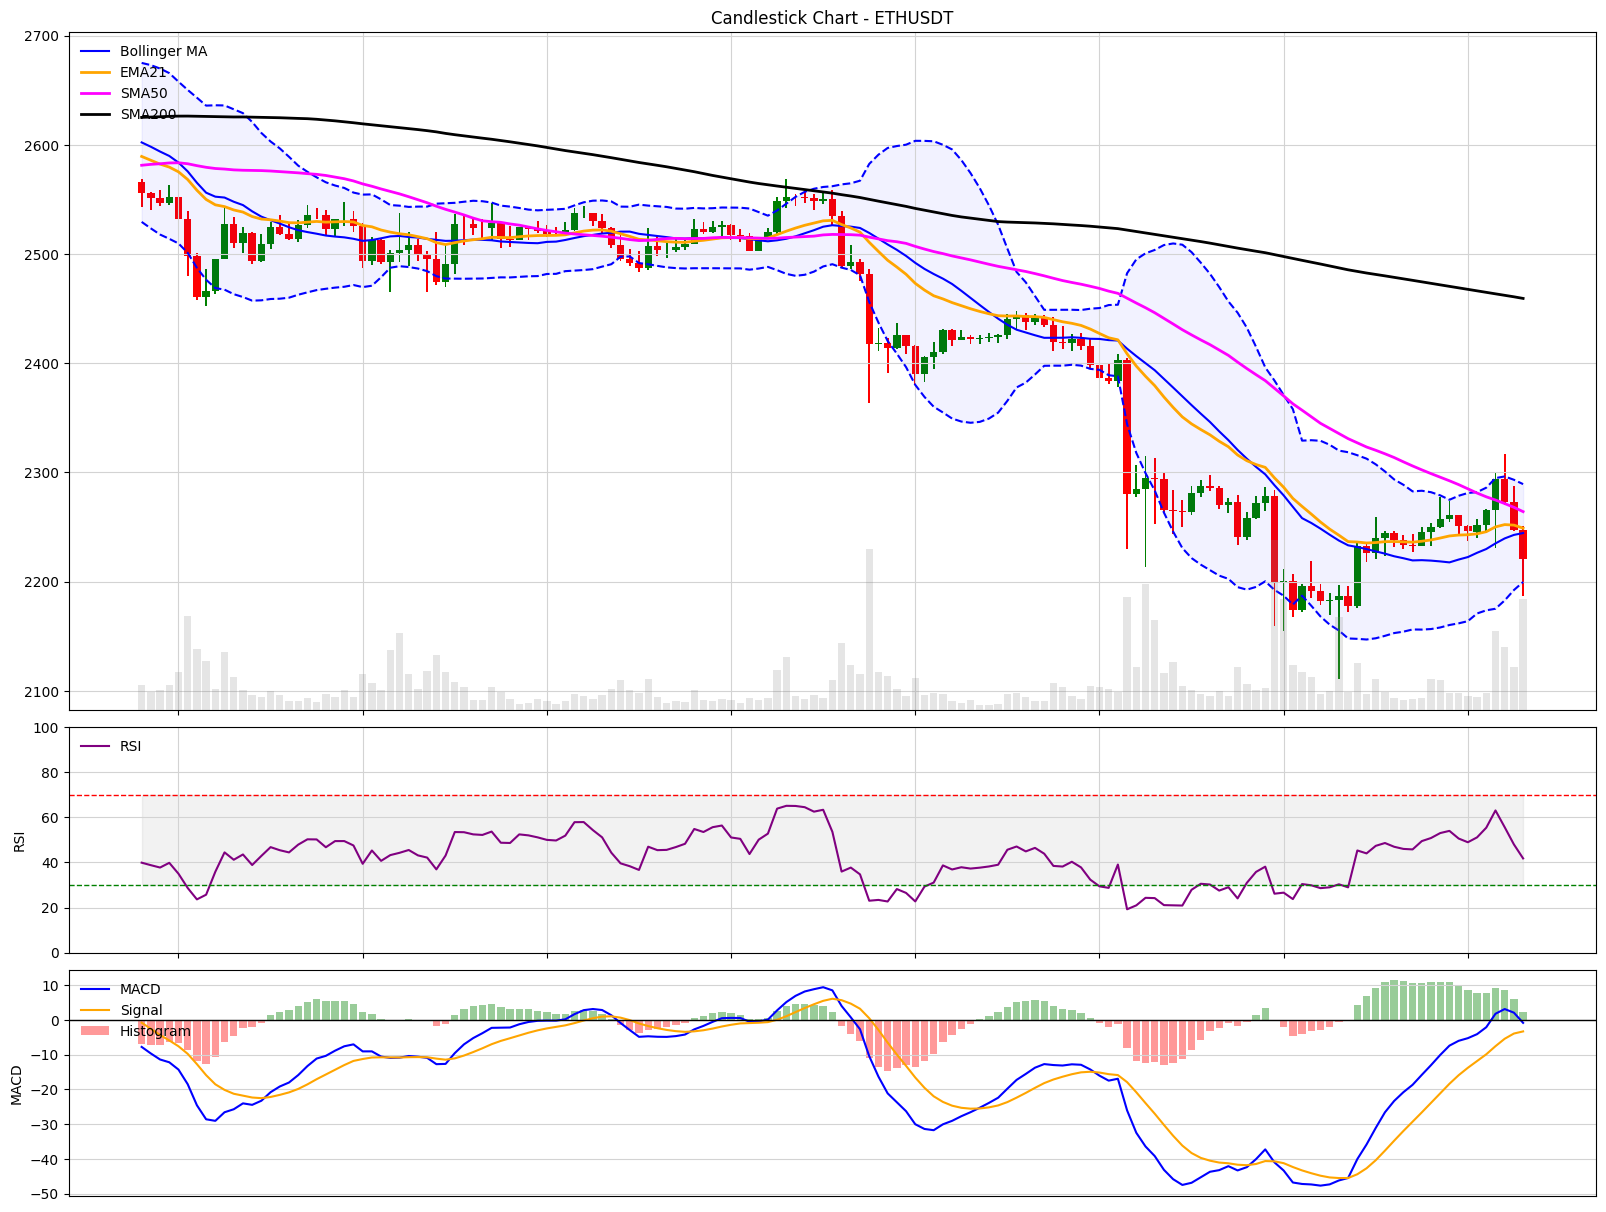 Candlestick Chart - ETHUSDT
2700
2600
2500
2400
2300
2200
2100
Bollinger MA
EMA21
SMA50
SMA200
100
80
60
40
20
0
RSI
RSI
10
0
−10
−20
−30
−40
−50
MACD
MACD
Signal
Histogram